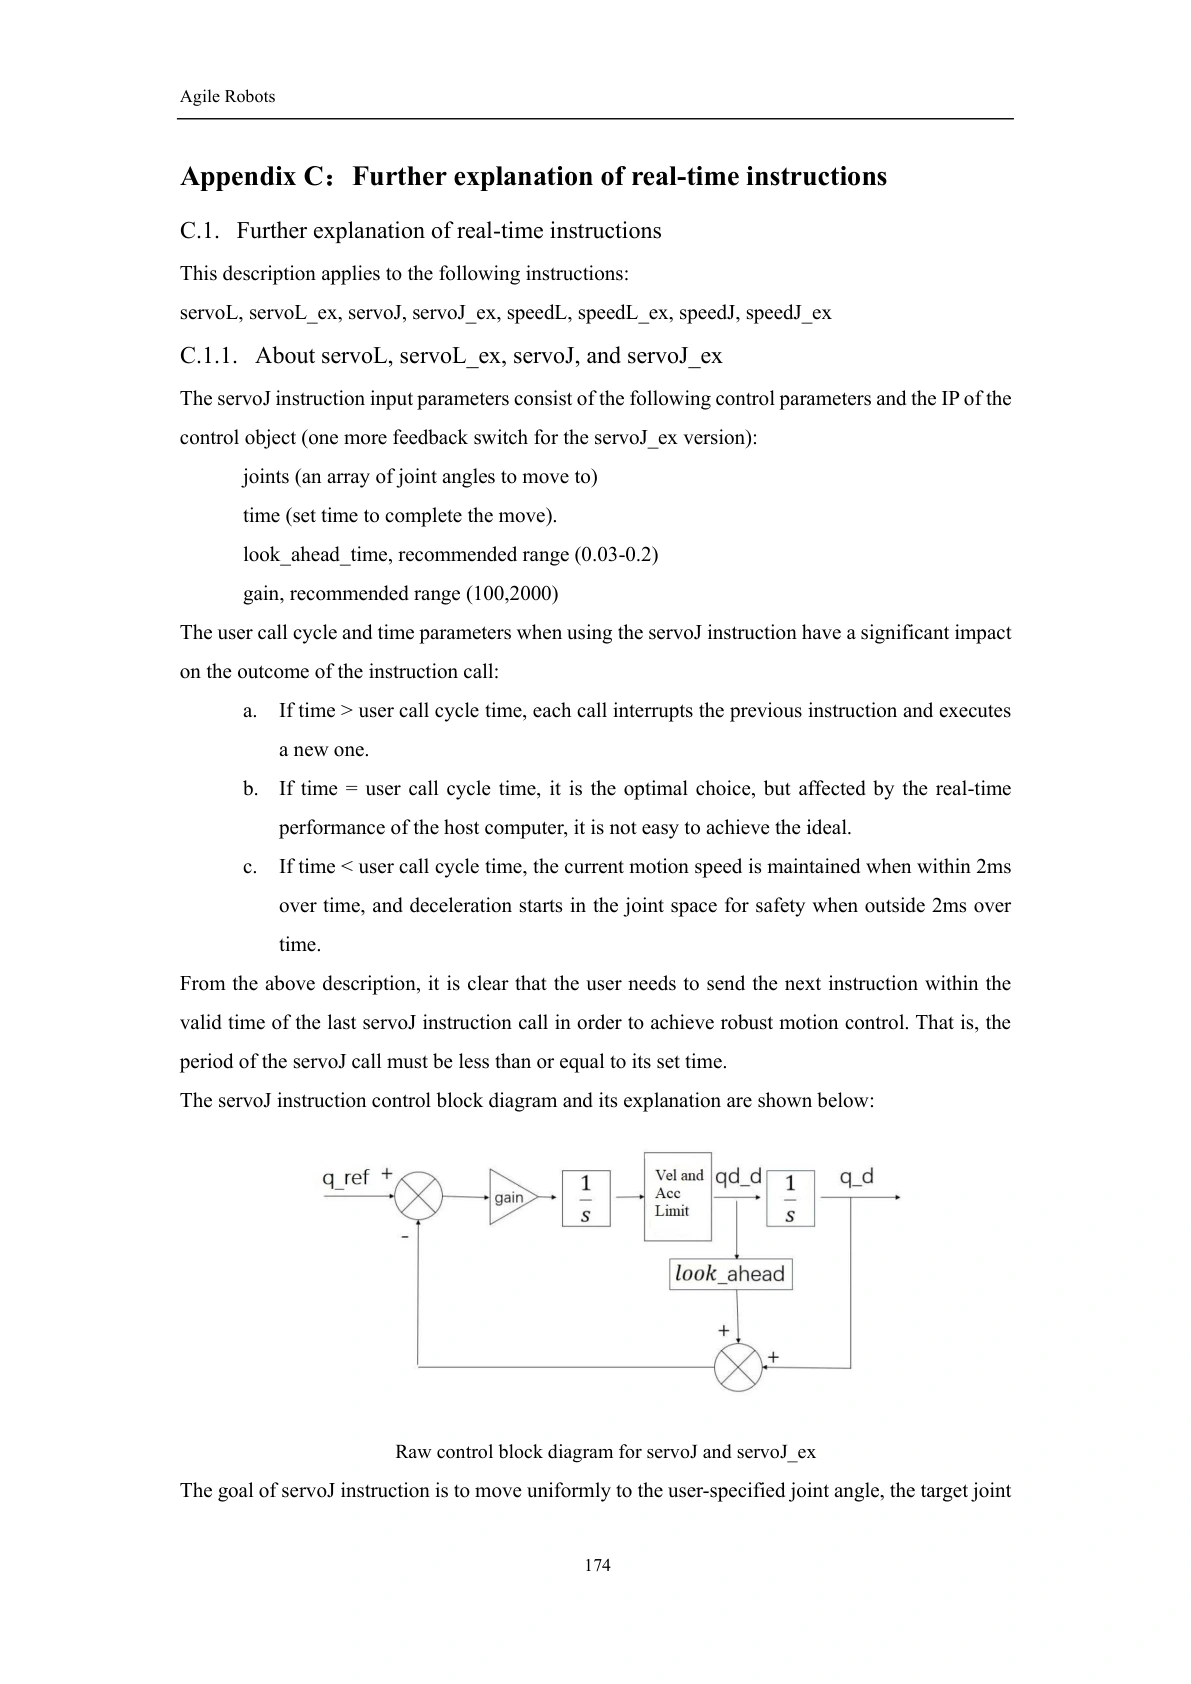 Agile Robots
Appendix C：Further explanation of real-time instructions
C.1. Further explanation of real-time instructions
This description applies to the following instructions:
servoL, servoL_ex, servoJ, servoJ_ex, speedL, speedL_ex, speedJ, speedJ_ex
C.1.1. About servoL, servoL_ex, servoJ, and servoJ_ex
The servoJ instruction input parameters consist of the following control parameters and the IP of the
control object (one more feedback switch for the servoJ_ex version):
joints (an array of joint angles to move to)
time (set time to complete the move).
look_ahead_time, recommended range (0.03-0.2)
gain, recommended range (100,2000)
The user call cycle and time parameters when using the servoJ instruction have a significant impact
on the outcome of the instruction call:
a. If time > user call cycle time, each call interrupts the previous instruction and executes
a new one.
b. If time = user call cycle time, it is the optimal choice, but affected by the real-time
performance of the host computer, it is not easy to achieve the ideal.
c. If time < user call cycle time, the current motion speed is maintained when within 2ms
over time, and deceleration starts in the joint space for safety when outside 2ms over
time.
From the above description, it is clear that the user needs to send the next instruction within the
valid time of the last servoJ instruction call in order to achieve robust motion control. That is, the
period of the servoJ call must be less than or equal to its set time.
The servoJ instruction control block diagram and its explanation are shown below:
q_ref +
-
gain
1
s
Vel and
Acc
Limit
qd_d
1
s
q_d
look_ahead
+
+
Raw control block diagram for servoJ and servoJ_ex
The goal of servoJ instruction is to move uniformly to the user-specified joint angle, the target joint
174